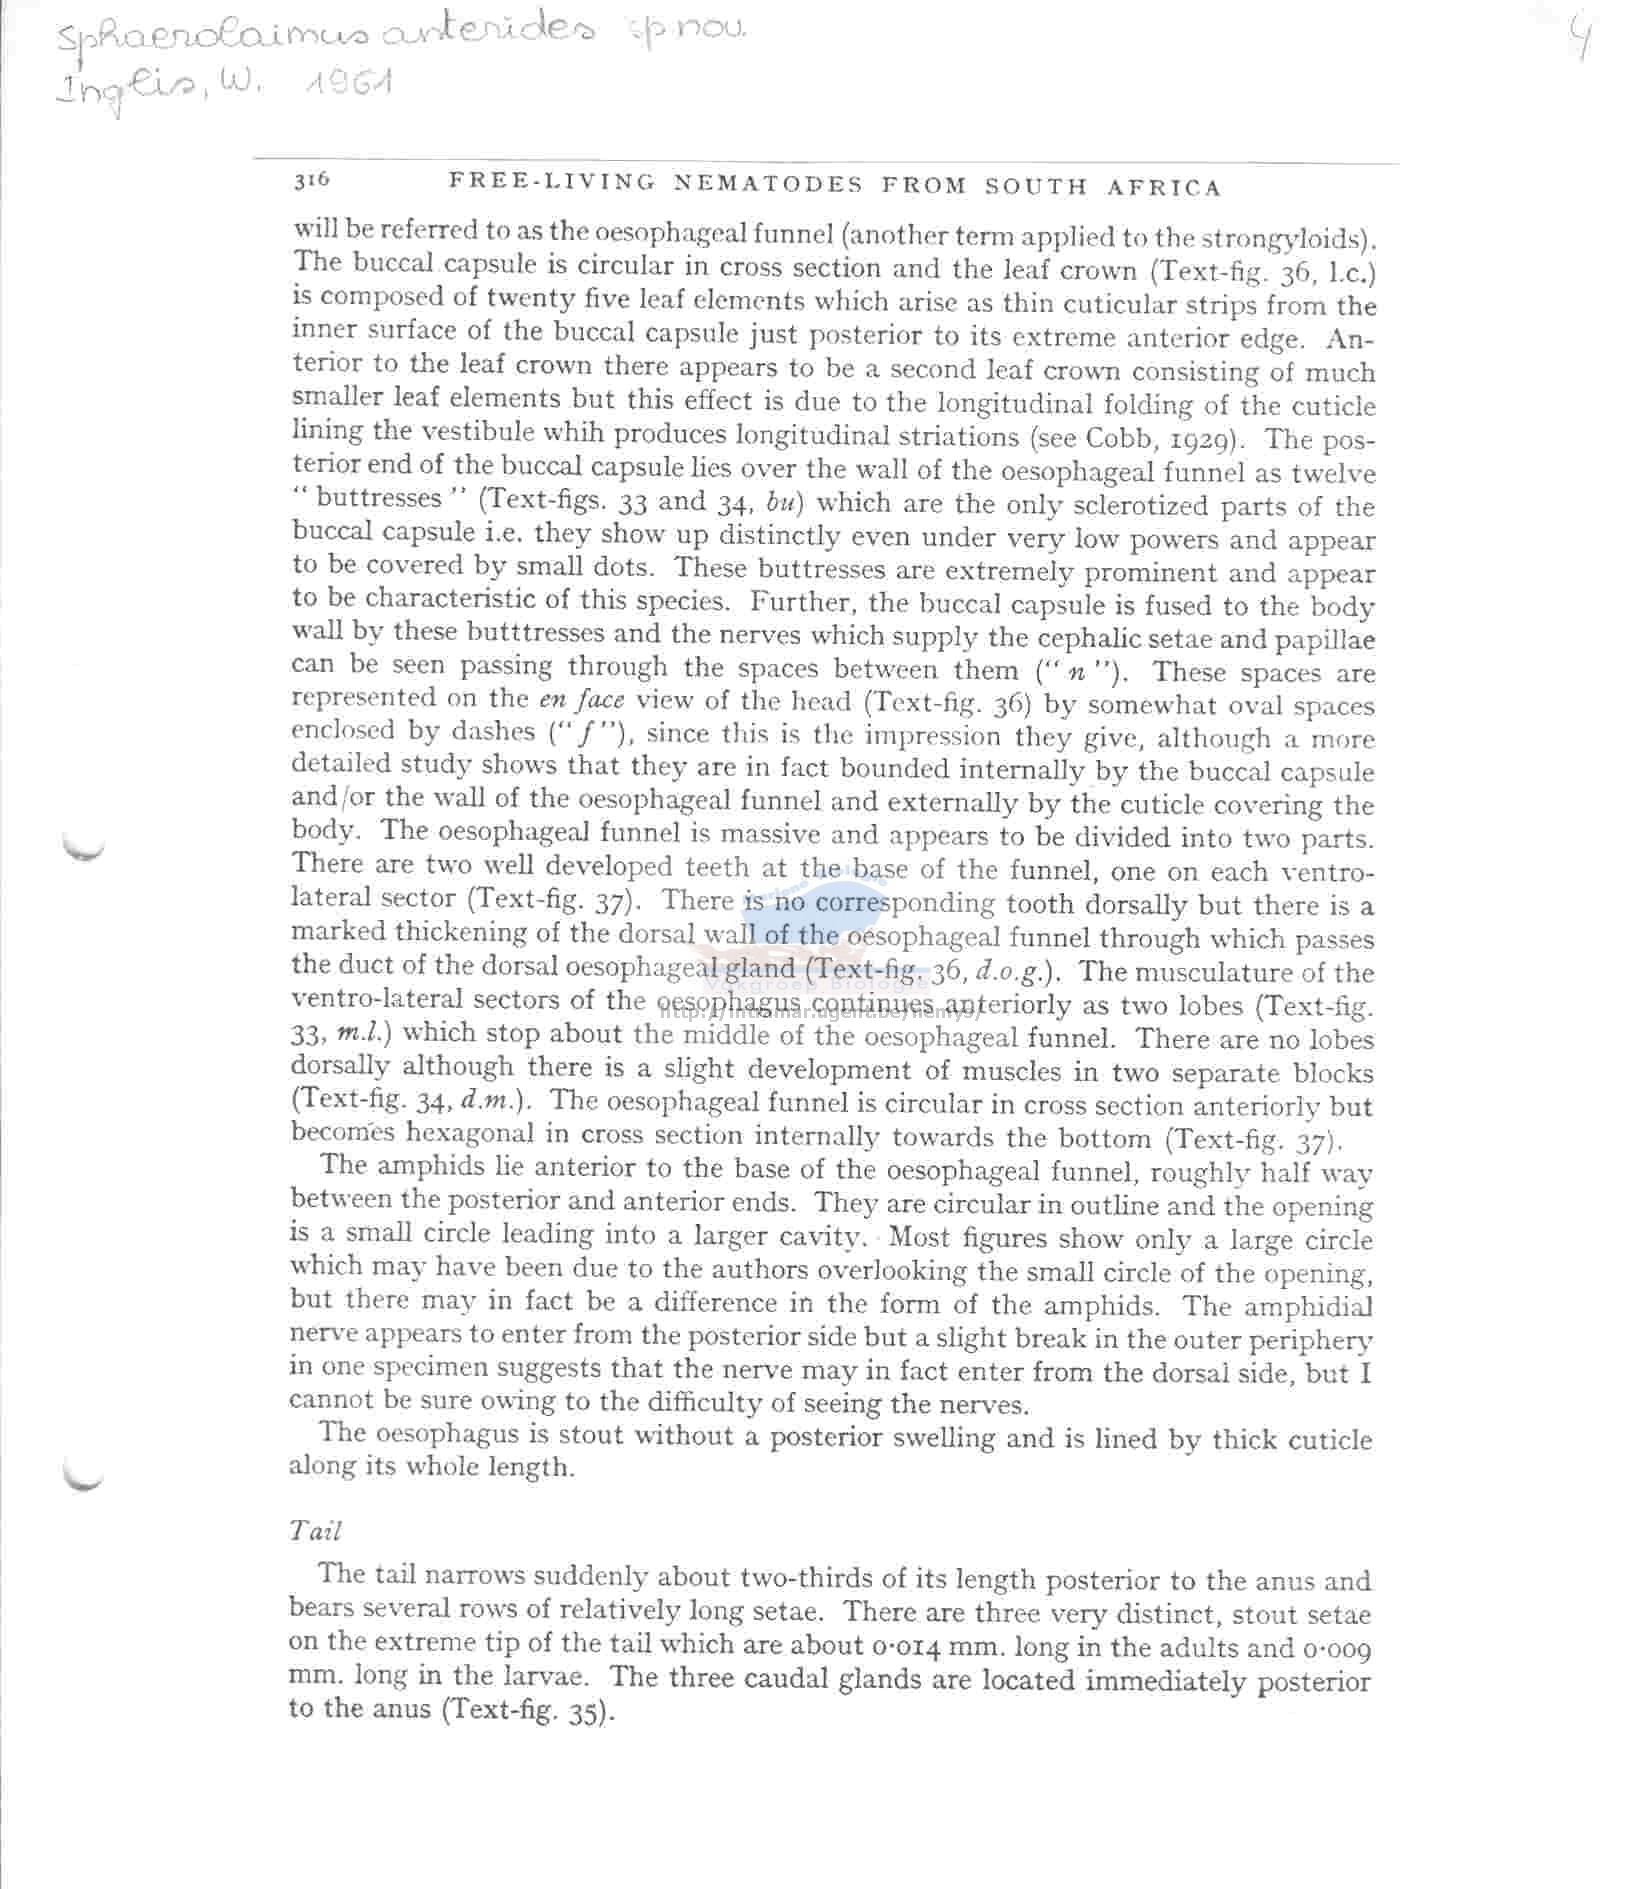 Sphaerolaimus anterides sp nov.
4
Inglis, W. 1961
316 FREE-LIVING NEMATODES FROM SOUTH AFRICA
will be referred to as the oesophageal funnel (another term applied to the strongyloids).
The buccal capsule is circular in cross section and the leaf crown (Text-fig. 36, l.c.)
is composed of twenty five leaf elements which arise as thin cuticular strips from the
inner surface of the buccal capsule just posterior to its extreme anterior edge. An-
terior to the leaf crown there appears to be a second leaf crown consisting of much
smaller leaf elements but this effect is due to the longitudinal folding of the cuticle
lining the vestibule whih produces longitudinal striations (see Cobb, 1929). The pos-
terior end of the buccal capsule lies over the wall of the oesophageal funnel as twelve
“ buttresses ” (Text-figs. 33 and 34, bu) which are the only sclerotized parts of the
buccal capsule i.e. they show up distinctly even under very low powers and appear
to be covered by small dots. These buttresses are extremely prominent and appear
to be characteristic of this species. Further, the buccal capsule is fused to the body
wall by these butttresses and the nerves which supply the cephalic setae and papillae
can be seen passing through the spaces between them (“ n ”). These spaces are
represented on the en face view of the head (Text-fig. 36) by somewhat oval spaces
enclosed by dashes (“ f ”), since this is the impression they give, although a more
detailed study shows that they are in fact bounded internally by the buccal capsule
and/or the wall of the oesophageal funnel and externally by the cuticle covering the
body. The oesophageal funnel is massive and appears to be divided into two parts.
There are two well developed teeth at the base of the funnel, one on each ventro-
lateral sector (Text-fig. 37). There is no corresponding tooth dorsally but there is a
marked thickening of the dorsal wall of the oesophageal funnel through which passes
the duct of the dorsal oesophageal gland (Text-fig. 36, d.o.g.). The musculature of the
Vakgroep Biologie
ventro-lateral sectors of the oesophagus continues anteriorly as two lobes (Text-fig.
http://intramar.ugent.be/nemys/
33, m.l.) which stop about the middle of the oesophageal funnel. There are no lobes
dorsally although there is a slight development of muscles in two separate blocks
(Text-fig. 34, d.m.). The oesophageal funnel is circular in cross section anteriorly but
becomes hexagonal in cross section internally towards the bottom (Text-fig. 37).
The amphids lie anterior to the base of the oesophageal funnel, roughly half way
between the posterior and anterior ends. They are circular in outline and the opening
is a small circle leading into a larger cavity. Most figures show only a large circle
which may have been due to the authors overlooking the small circle of the opening,
but there may in fact be a difference in the form of the amphids. The amphidial
nerve appears to enter from the posterior side but a slight break in the outer periphery
in one specimen suggests that the nerve may in fact enter from the dorsal side, but I
cannot be sure owing to the difficulty of seeing the nerves.
The oesophagus is stout without a posterior swelling and is lined by thick cuticle
along its whole length.
Tail
The tail narrows suddenly about two-thirds of its length posterior to the anus and
bears several rows of relatively long setae. There are three very distinct, stout setae
on the extreme tip of the tail which are about 0·014 mm. long in the adults and 0·009
mm. long in the larvae. The three caudal glands are located immediately posterior
to the anus (Text-fig. 35).